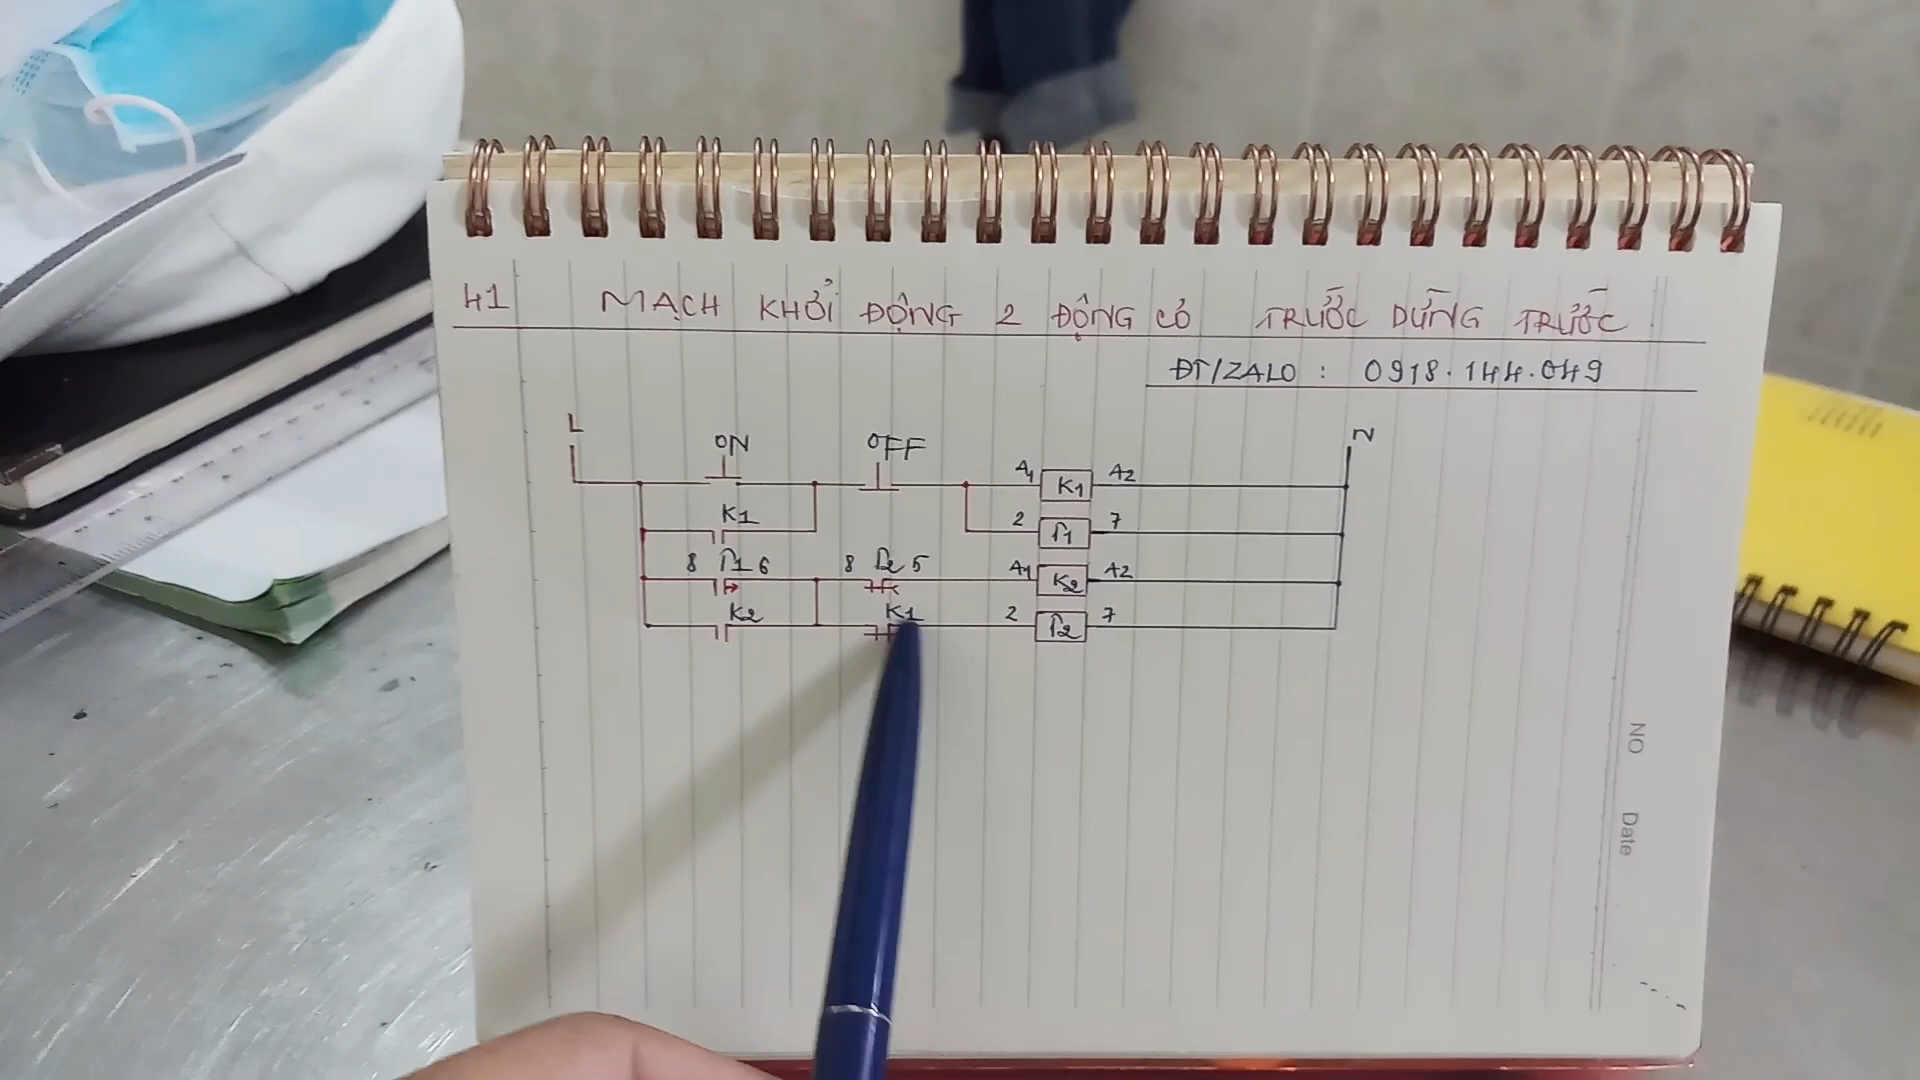 41 MẠCH KHỞI ĐỘNG 2 ĐỘNG CƠ TRƯỚC DỪNG TRƯỚC
ĐT/ZALO : 0918.144.049
L ON OFF N
A1 K1 A2
K1 2 T1 7
8 T1 6 8 T2 5 A1 K2 A2
K2 K1 2 T2 7
NO
Date